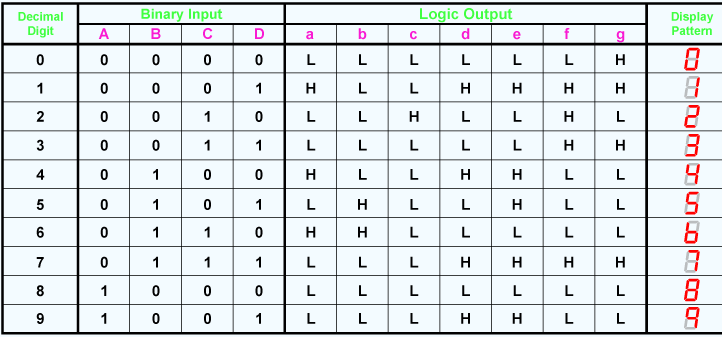 Decimal Digit Binary Input Logic Output Display Pattern
A B C D a b c d e f g
0 0 0 0 0 L L L L L L H 0
1 0 0 0 1 H L L H H H H 1
2 0 0 1 0 L L H L L H L 2
3 0 0 1 1 L L L L L H H 3
4 0 1 0 0 H L L H H L L 4
5 0 1 0 1 L H L L H L L 5
6 0 1 1 0 H H L L L L L 6
7 0 1 1 1 L L L H H H H 7
8 1 0 0 0 L L L L L L L 8
9 1 0 0 1 L L L H H L L 9